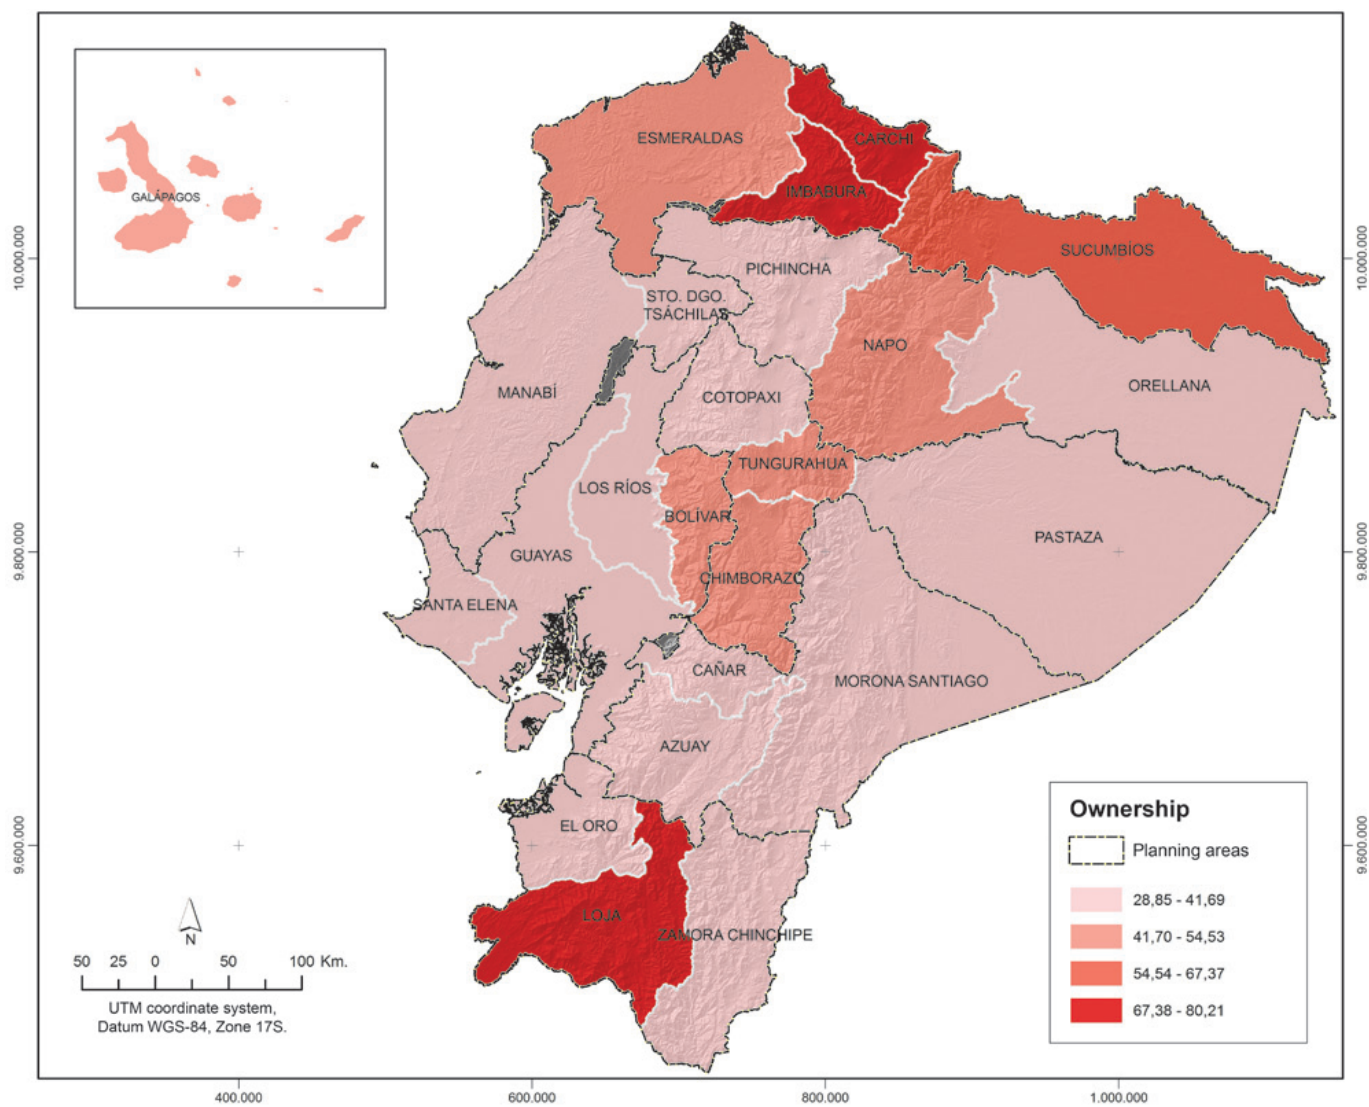 GALÁPAGOS
ESMERALDAS
CARCHI
IMBABURA
SUCUMBÍOS
PICHINCHA
STO. DGO.
TSÁCHILAS
NAPO
ORELLANA
MANABÍ
COTOPAXI
TUNGURAHUA
LOS RÍOS
BOLÍVAR
PASTAZA
GUAYAS
CHIMBORAZO
SANTA ELENA
CAÑAR
MORONA SANTIAGO
AZUAY
EL ORO
LOJA
ZAMORA CHINCHIPE
10.000.000
9.800.000
9.600.000
10.000.000
9.800.000
9.600.000
400.000
600.000
800.000
1.000.000
N
50 25 0 50 100 Km.
UTM coordinate system,
Datum WGS-84, Zone 17S.
Ownership
Planning areas
28,85 - 41,69
41,70 - 54,53
54,54 - 67,37
67,38 - 80,21